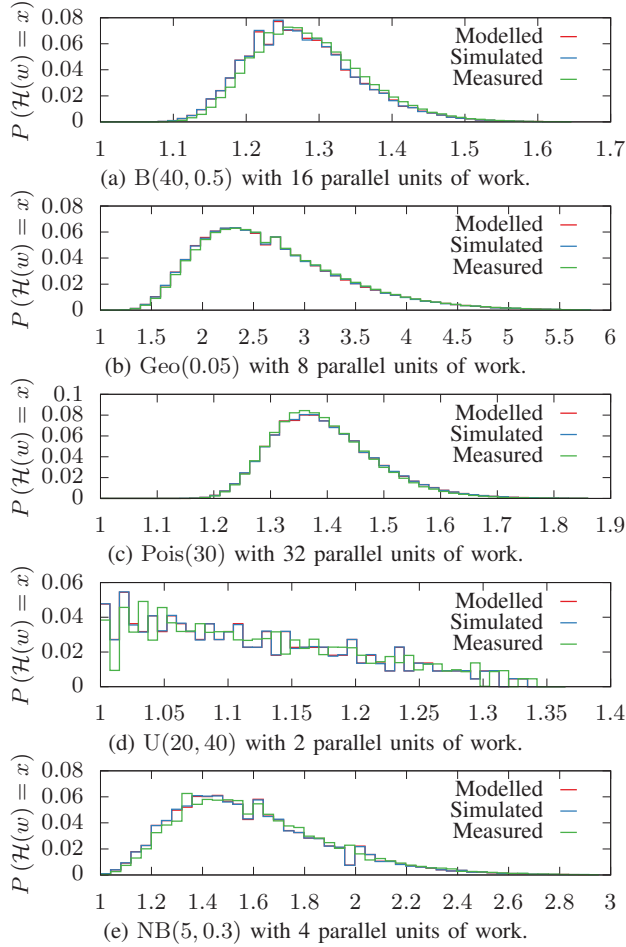 0.08
0.06
0.04
0.02
0
P (H(w) = x)
Modelled
Simulated
Measured
1 1.1 1.2 1.3 1.4 1.5 1.6 1.7
(a) B(40, 0.5) with 16 parallel units of work.
0.08
0.06
0.04
0.02
0
P (H(w) = x)
Modelled
Simulated
Measured
1 1.5 2 2.5 3 3.5 4 4.5 5 5.5 6
(b) Geo(0.05) with 8 parallel units of work.
0.1
0.08
0.06
0.04
0.02
0
P (H(w) = x)
Modelled
Simulated
Measured
1 1.1 1.2 1.3 1.4 1.5 1.6 1.7 1.8 1.9
(c) Pois(30) with 32 parallel units of work.
0.06
0.04
0.02
0
P (H(w) = x)
Modelled
Simulated
Measured
1 1.05 1.1 1.15 1.2 1.25 1.3 1.35 1.4
(d) U(20, 40) with 2 parallel units of work.
0.08
0.06
0.04
0.02
0
P (H(w) = x)
Modelled
Simulated
Measured
1 1.2 1.4 1.6 1.8 2 2.2 2.4 2.6 2.8 3
(e) NB(5, 0.3) with 4 parallel units of work.